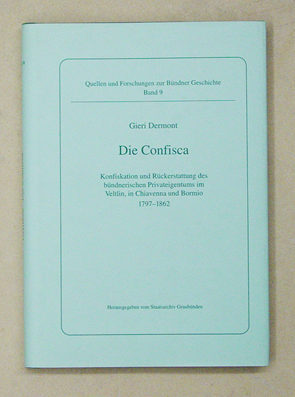 Quellen und Forschungen zur Bündner Geschichte
Band 9
Gieri Dermont
Die Confisca
Konfiskation und Rückerstattung des
bündnerischen Privateigentums im
Veltlin, in Chiavenna und Bormio
1797–1862
Herausgegeben vom Staatsarchiv Graubünden